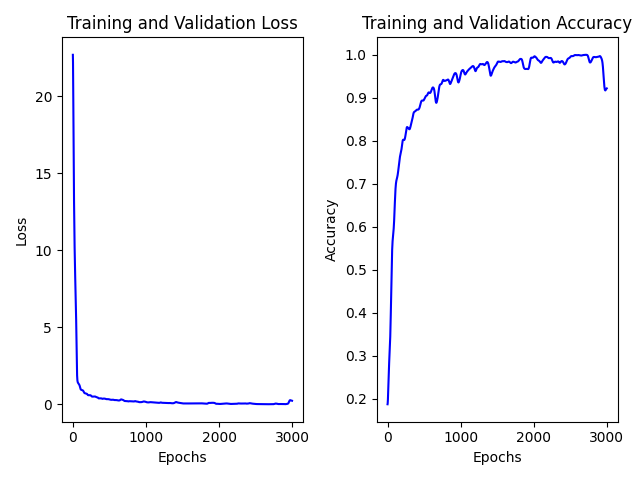 Training and Validation Loss
20
15
10
5
0
Loss
0 1000 2000 3000
Epochs
Training and Validation Accuracy
1.0
0.9
0.8
0.7
0.6
0.5
0.4
0.3
0.2
Accuracy
0 1000 2000 3000
Epochs